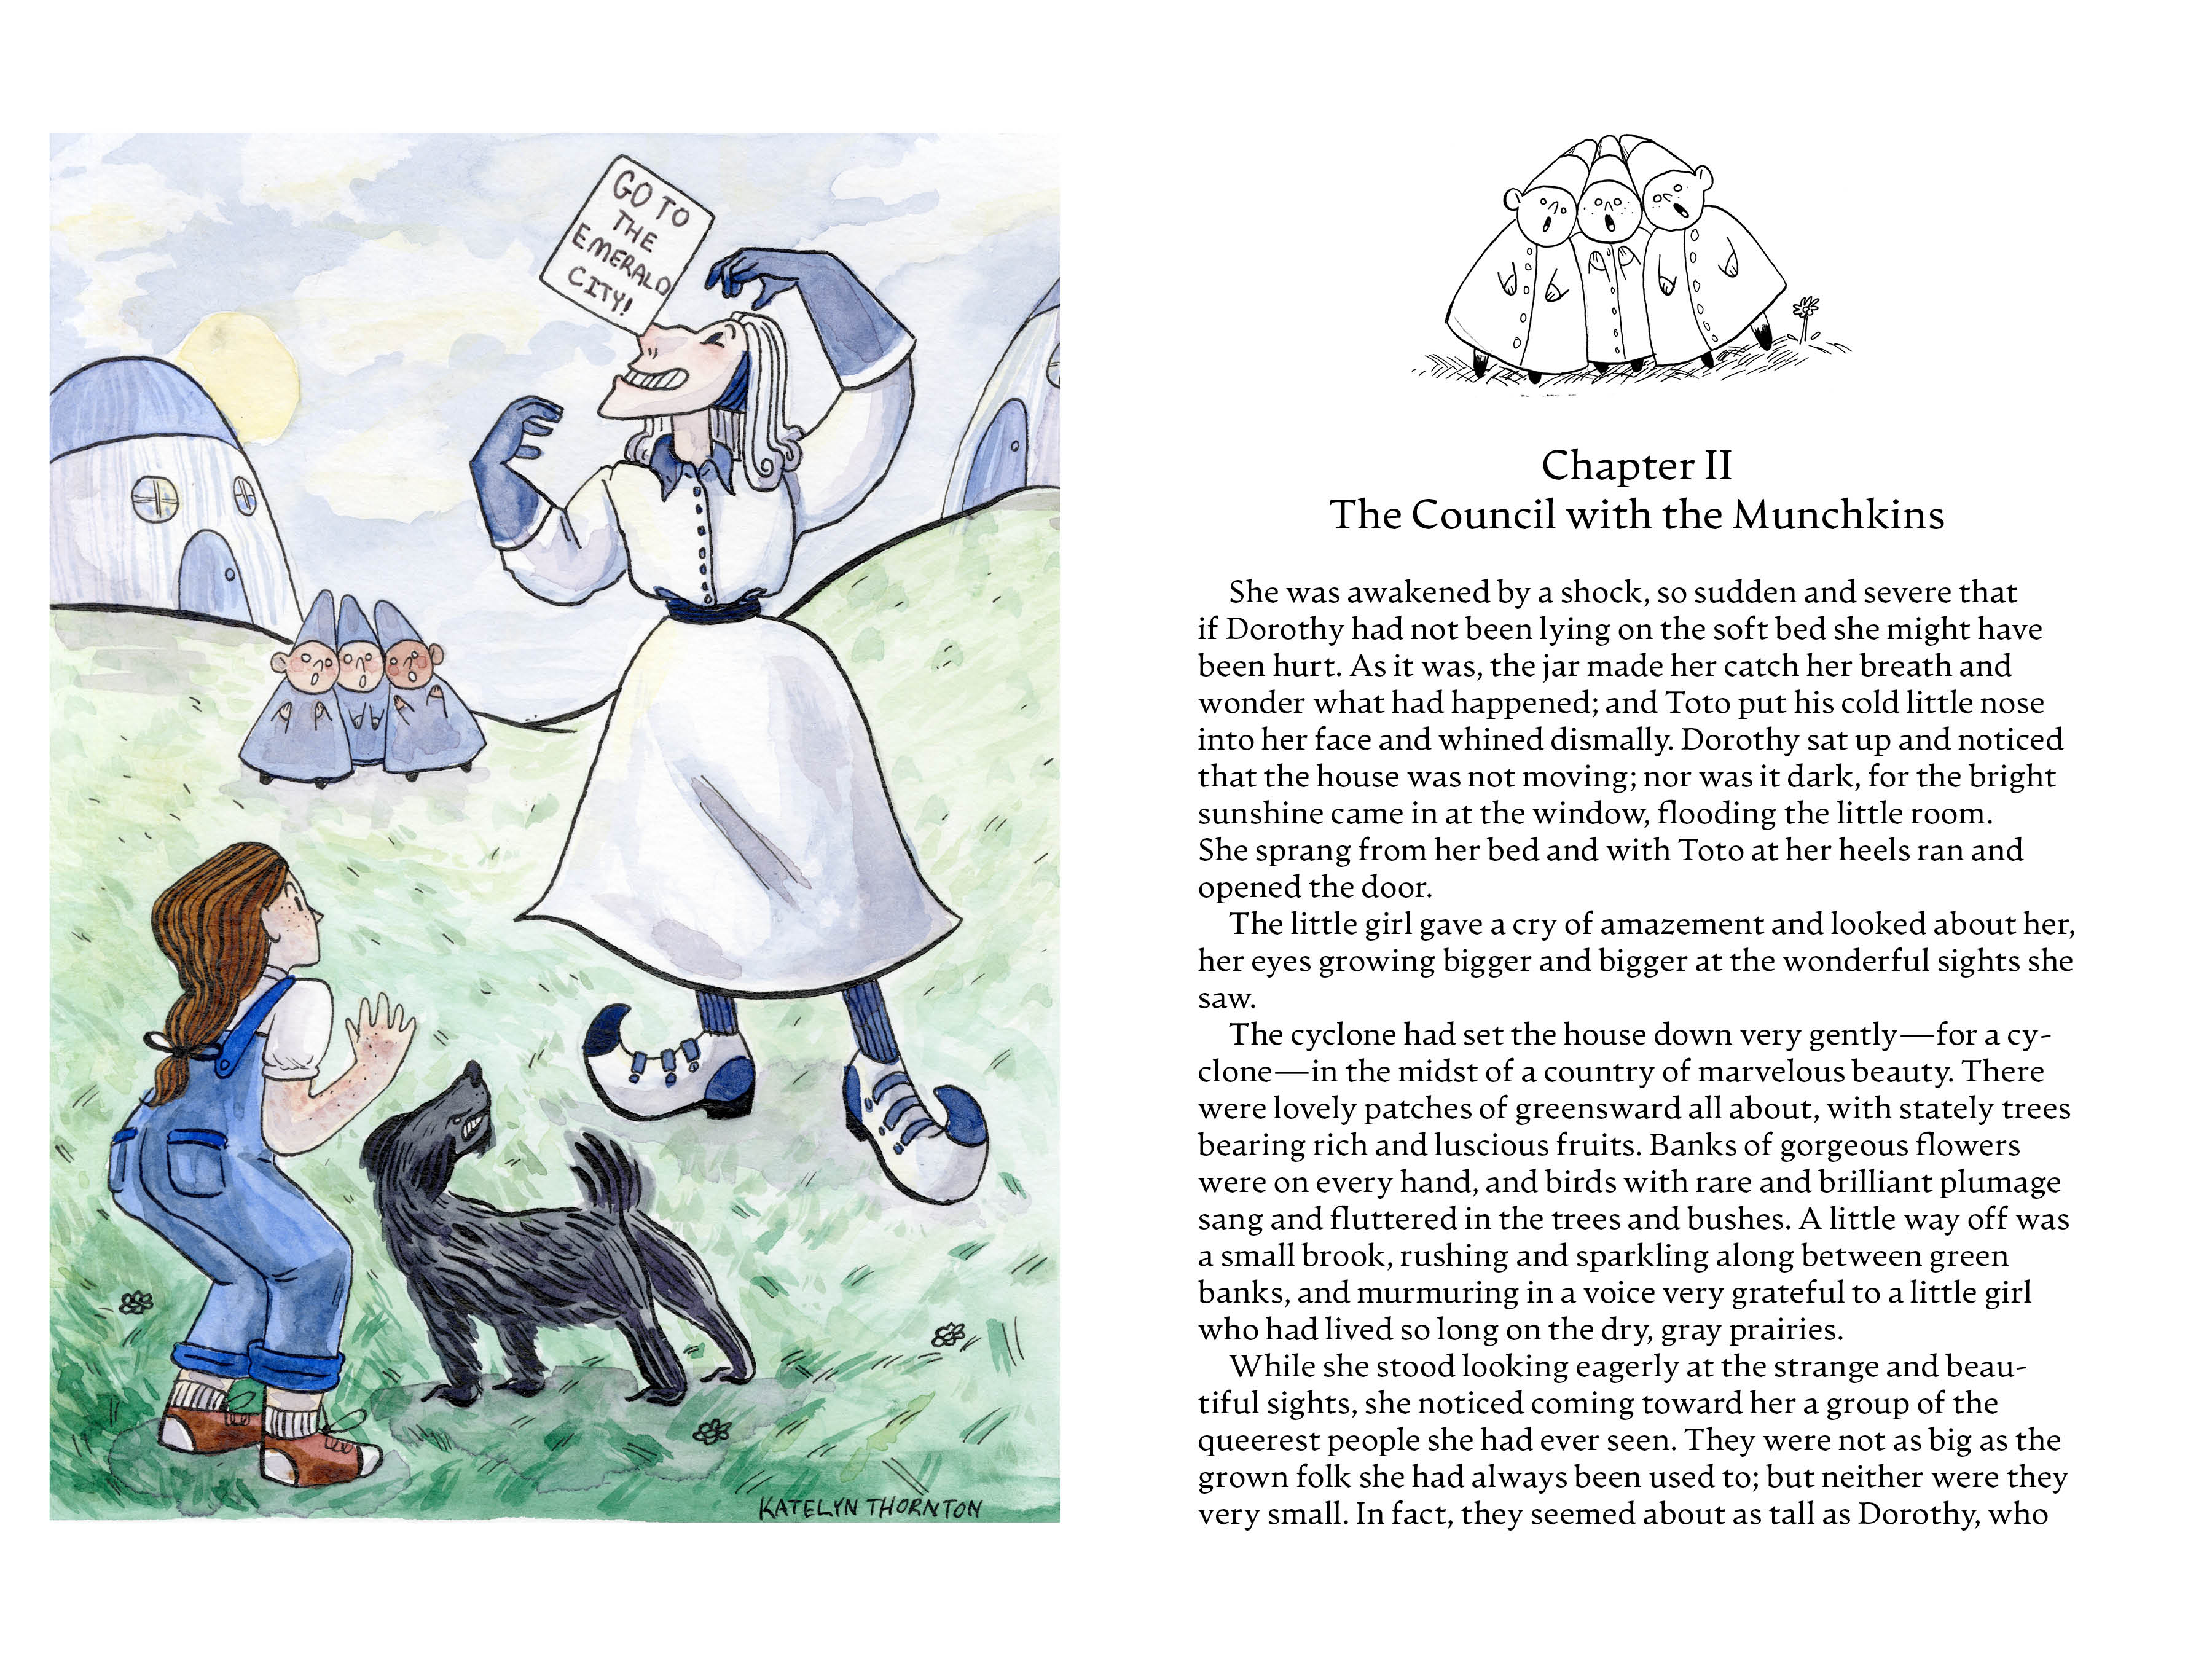 GO TO
THE
EMERALD
CITY!
KATELYN THORNTON
Chapter II
The Council with the Munchkins
She was awakened by a shock, so sudden and severe that
if Dorothy had not been lying on the soft bed she might have
been hurt. As it was, the jar made her catch her breath and
wonder what had happened; and Toto put his cold little nose
into her face and whined dismally. Dorothy sat up and noticed
that the house was not moving; nor was it dark, for the bright
sunshine came in at the window, flooding the little room.
She sprang from her bed and with Toto at her heels ran and
opened the door.
The little girl gave a cry of amazement and looked about her,
her eyes growing bigger and bigger at the wonderful sights she
saw.
The cyclone had set the house down very gently—for a cy-
clone—in the midst of a country of marvelous beauty. There
were lovely patches of greensward all about, with stately trees
bearing rich and luscious fruits. Banks of gorgeous flowers
were on every hand, and birds with rare and brilliant plumage
sang and fluttered in the trees and bushes. A little way off was
a small brook, rushing and sparkling along between green
banks, and murmuring in a voice very grateful to a little girl
who had lived so long on the dry, gray prairies.
While she stood looking eagerly at the strange and beau-
tiful sights, she noticed coming toward her a group of the
queerest people she had ever seen. They were not as big as the
grown folk she had always been used to; but neither were they
very small. In fact, they seemed about as tall as Dorothy, who